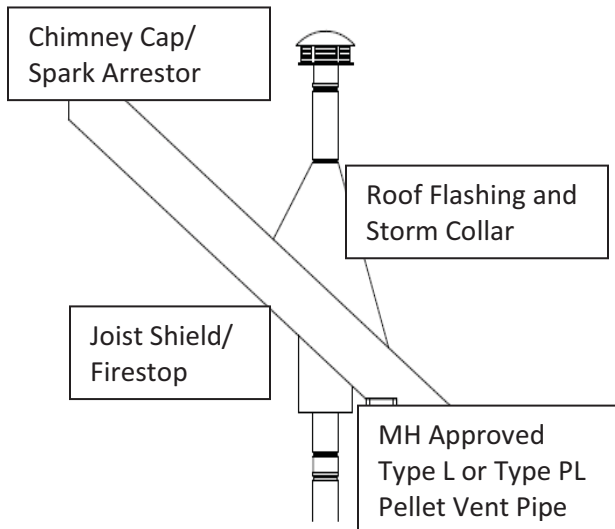 Chimney Cap/
Spark Arrestor
Roof Flashing and
Storm Collar
Joist Shield/
Firestop
MH Approved
Type L or Type PL
Pellet Vent Pipe